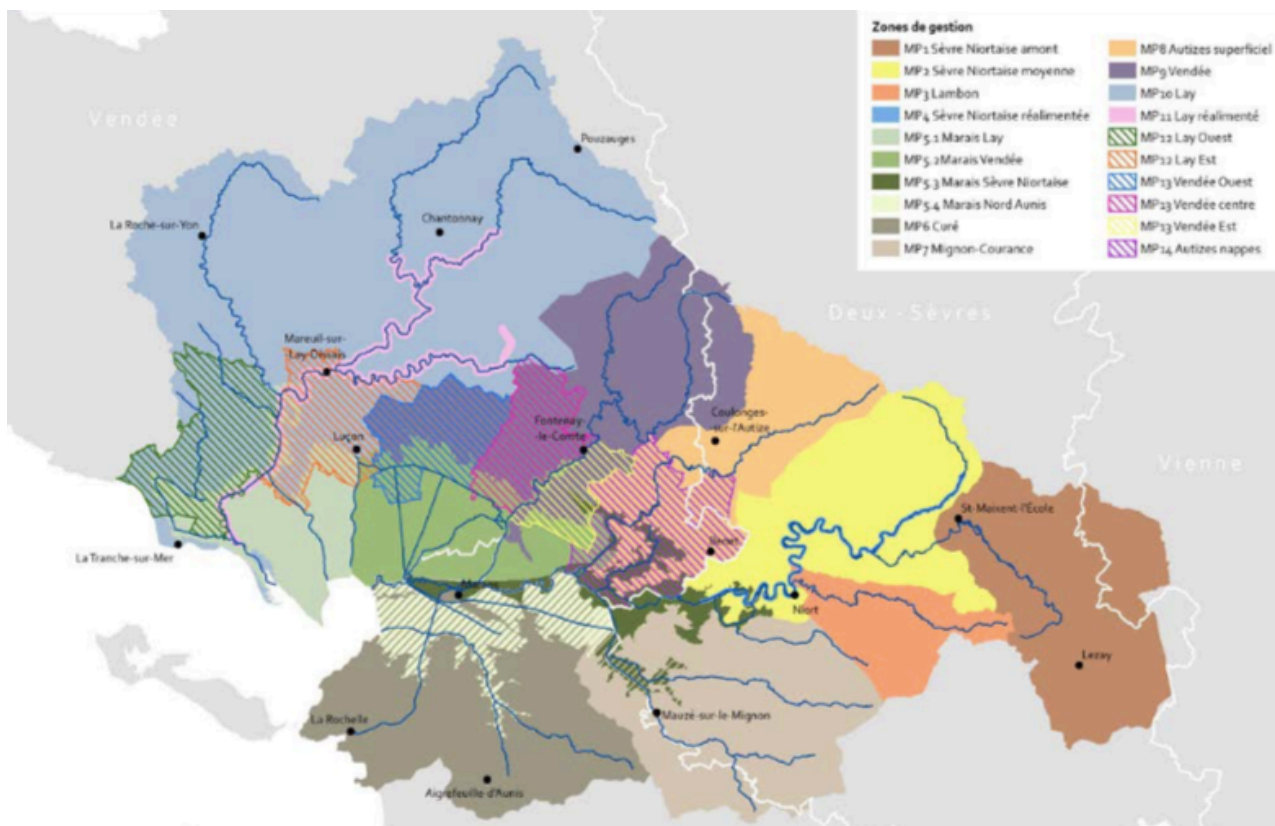 Zones de gestion
MP1 Sèvre Niortaise amont
MP2 Sèvre Niortaise moyenne
MP3 Lambon
MP4 Sèvre Niortaise réalimentée
MP5.1 Marais Lay
MP5.2 Marais Vendée
MP5.3 Marais Sèvre Niortaise
MP5.4 Marais Nord Aunis
MP6 Curé
MP7 Mignon-Courance
MP8 Autizes superficiel
MP9 Vendée
MP10 Lay
MP11 Lay réalimenté
MP12 Lay Ouest
MP12 Lay Est
MP13 Vendée Ouest
MP13 Vendée centre
MP13 Vendée Est
MP14 Autizes nappes
Vendée
Pouzauges
La Roche-sur-Yon
Chantonnay
Deux-Sèvres
Mareuil-sur-
Lay-Dissais
Fontenay-
le-Comte
Coulonges-
sur-l'Autize
Luçon
Vienne
St-Maixent-l'École
La Tranche-sur-Mer
Benet
Niort
Lezay
La Rochelle
Mauzé-sur-le-Mignon
Aigrefeuille-d'Aunis